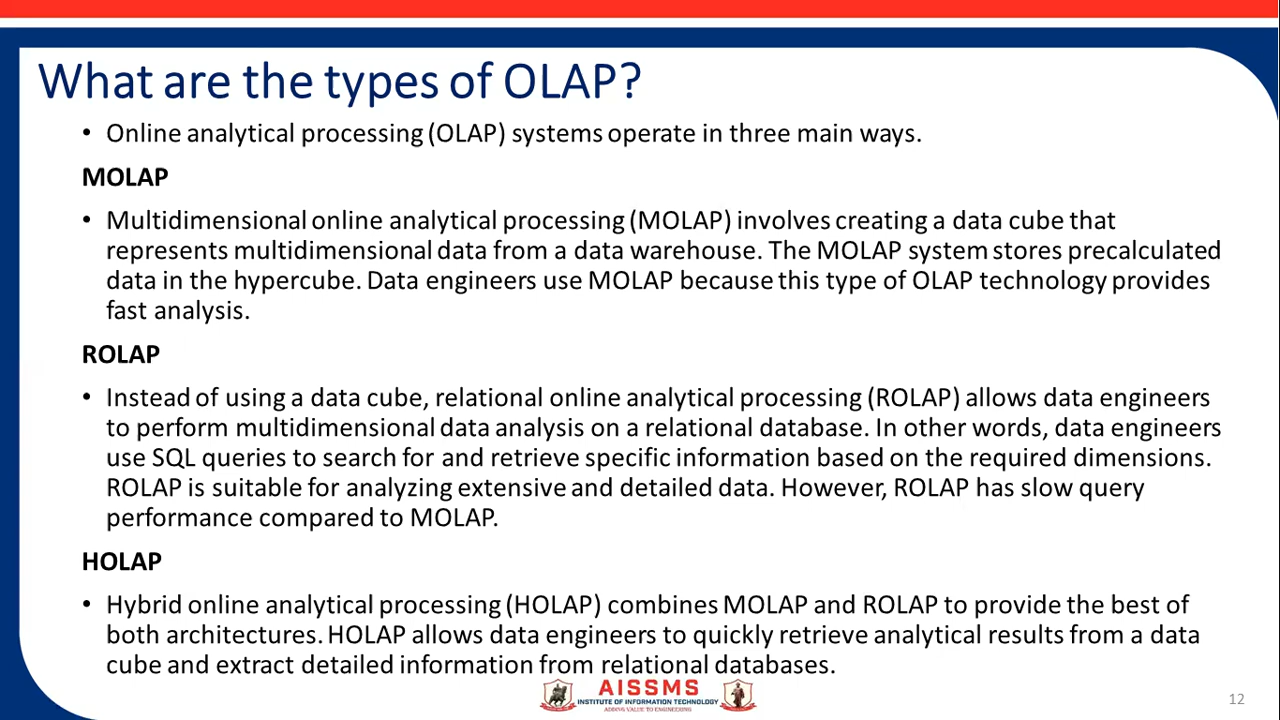 What are the types of OLAP?
• Online analytical processing (OLAP) systems operate in three main ways.
MOLAP
• Multidimensional online analytical processing (MOLAP) involves creating a data cube that
represents multidimensional data from a data warehouse. The MOLAP system stores precalculated
data in the hypercube. Data engineers use MOLAP because this type of OLAP technology provides
fast analysis.
ROLAP
• Instead of using a data cube, relational online analytical processing (ROLAP) allows data engineers
to perform multidimensional data analysis on a relational database. In other words, data engineers
use SQL queries to search for and retrieve specific information based on the required dimensions.
ROLAP is suitable for analyzing extensive and detailed data. However, ROLAP has slow query
performance compared to MOLAP.
HOLAP
• Hybrid online analytical processing (HOLAP) combines MOLAP and ROLAP to provide the best of
both architectures. HOLAP allows data engineers to quickly retrieve analytical results from a data
cube and extract detailed information from relational databases.
AISSMS
INSTITUTE OF INFORMATION TECHNOLOGY
ADDING VALUE TO ENGINEERING
12